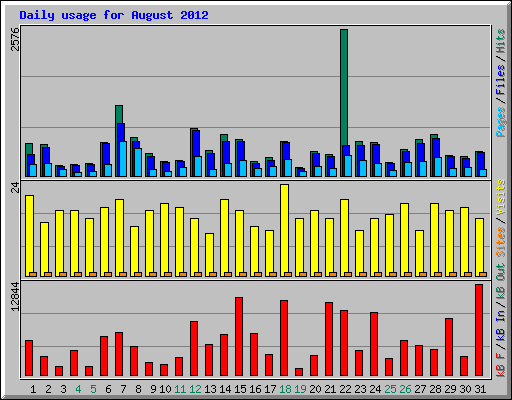 Daily usage for August 2012
2576
Pages / Files / Hits
24
Sites / Visits
12844
kB F / kB In / kB Out
1 2 3 4 5 6 7 8 9 10 11 12 13 14 15 16 17 18 19 20 21 22 23 24 25 26 27 28 29 30 31